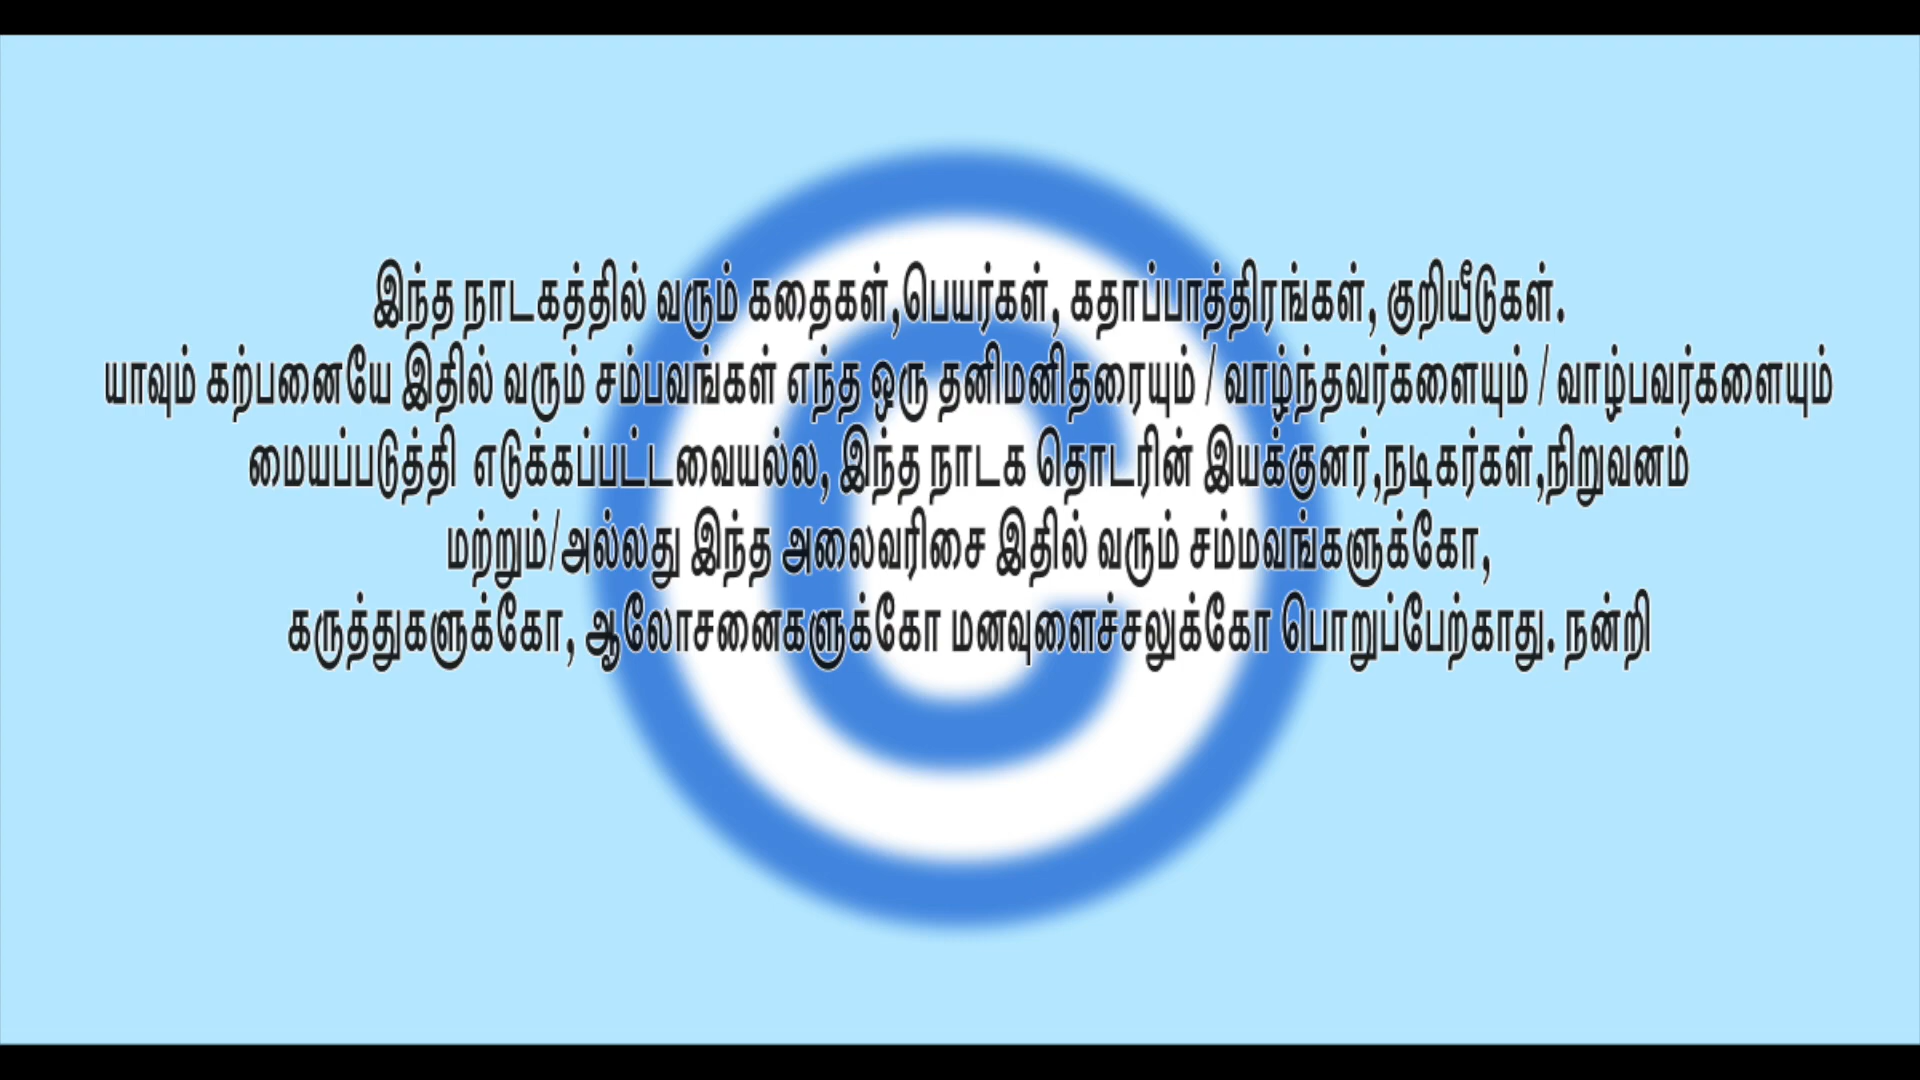 இந்த நாடகத்தில் வரும் கதைகள்,பெயர்கள், கதாப்பாத்திரங்கள், குறியீடுகள்.
யாவும் கற்பனையே இதில் வரும் சம்பவங்கள் எந்த ஒரு தனிமனிதரையும் / வாழ்ந்தவர்களையும் / வாழ்பவர்களையும்
மையப்படுத்தி எடுக்கப்பட்டவையல்ல, இந்த நாடக தொடரின் இயக்குனர்,நடிகர்கள்,நிறுவனம்
மற்றும்/அல்லது இந்த அலைவரிசை இதில் வரும் சம்மவங்களுக்கோ,
கருத்துகளுக்கோ, ஆலோசனைகளுக்கோ மனவுளைச்சலுக்கோ பொறுப்பேற்காது. நன்றி